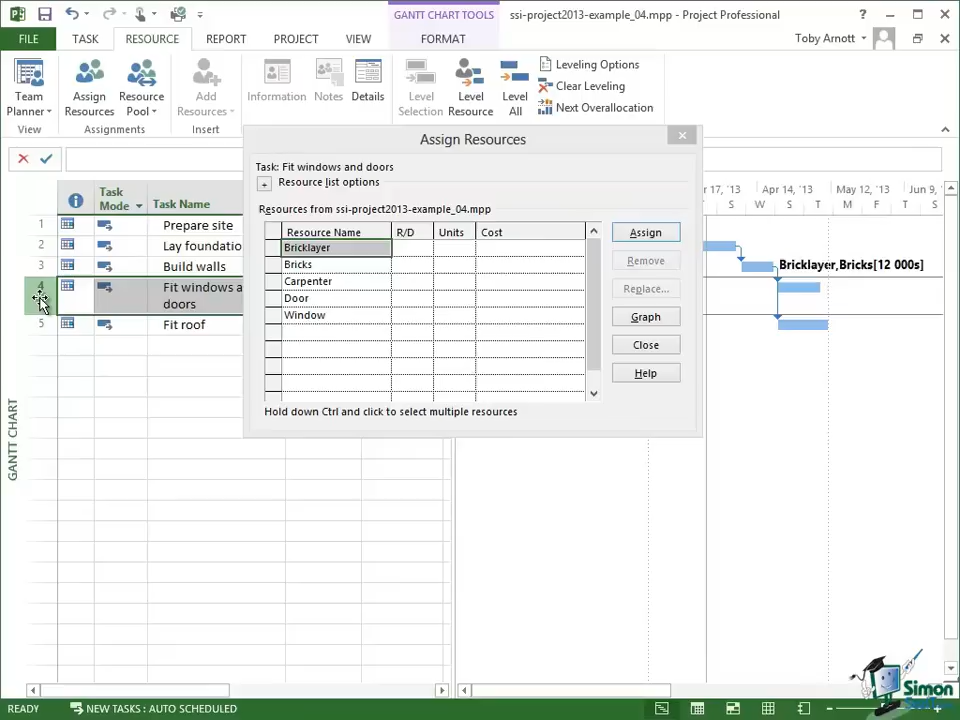 GANTT CHART TOOLS
ssi-project2013-example_04.mpp - Project Professional
?
FILE
TASK
RESOURCE
REPORT
PROJECT
VIEW
FORMAT
Toby Arnott
Team
Planner
Assign
Resources
Resource
Pool
Add
Resources
Information
Notes
Details
Level
Selection
Level
Resource
Level
All
Leveling Options
Clear Leveling
Next Overallocation
View
Assignments
Insert
Assign Resources
Task: Fit windows and doors
+ Resource list options
Resources from ssi-project2013-example_04.mpp
Resource Name R/D Units Cost
Bricklayer
Bricks
Carpenter
Door
Window
Assign
Remove
Replace...
Graph
Close
Help
Hold down Ctrl and click to select multiple resources
Task
Mode
Task Name
1 Prepare site
2 Lay foundatio
3 Build walls
4 Fit windows a
doors
5 Fit roof
r 17, '13 Apr 14, '13 May 12, '13 Jun 9,
S W S T M F T S
Bricklayer,Bricks[12 000s]
GANTT CHART
READY
NEW TASKS : AUTO SCHEDULED
Simon